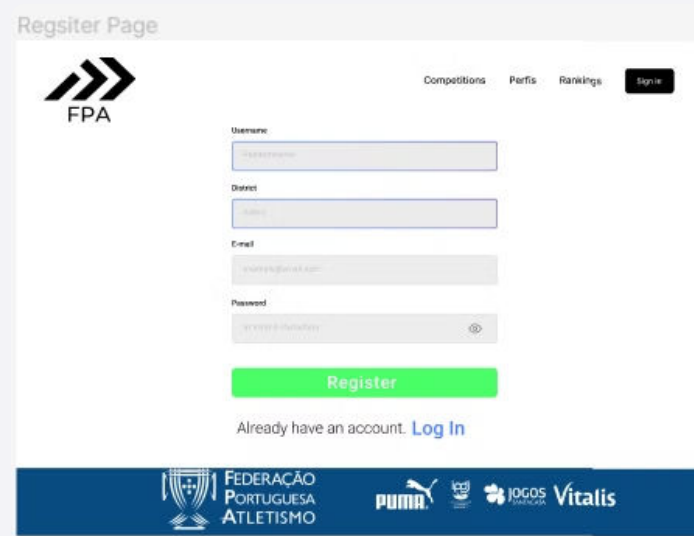 Regsiter Page
FPA
Competitions Perfis Rankings Sign in
Username
District
E-mail
Password
Register
Already have an account. Log In
FEDERAÇÃO
PORTUGUESA
ATLETISMO
PUMA JOGOS Vitalis